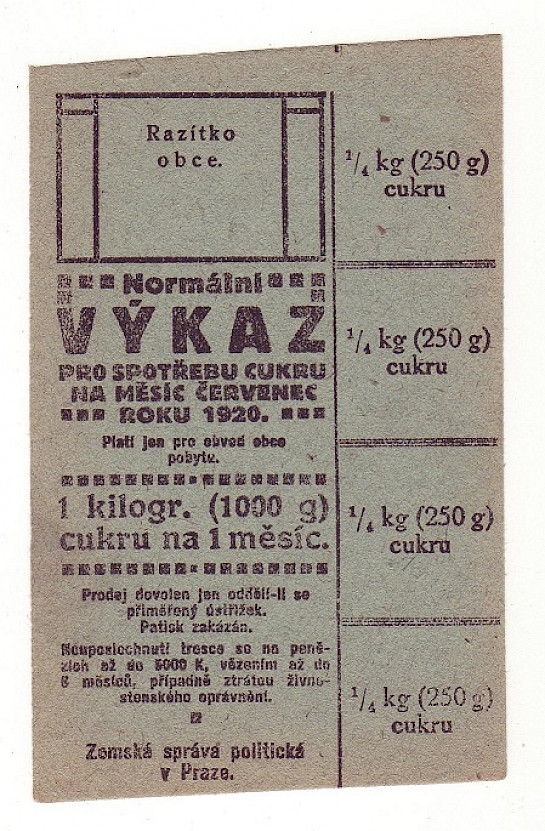 Razítko
obce.
Normální
VÝKAZ
PRO SPOTŘEBU CUKRU
NA MĚSÍC ČERVENEC
ROKU 1920.
Platí jen pro obvod obce
pobytu.
1 kilogr. (1000 g)
cukru na 1 měsíc.
Prodej dovolen jen oddělí-li se
přiměřený ústřižek.
Patisk zakázán.
Neuposlechnutí tresce se na peně-
zích až do 5000 K, vězením až do
6 měsíců, případně ztrátou živno-
stenského oprávnění.
Zemská správa politická
v Praze.
1/4 kg (250 g)
cukru
1/4 kg (250 g)
cukru
1/4 kg (250 g)
cukru
1/4 kg (250 g)
cukru